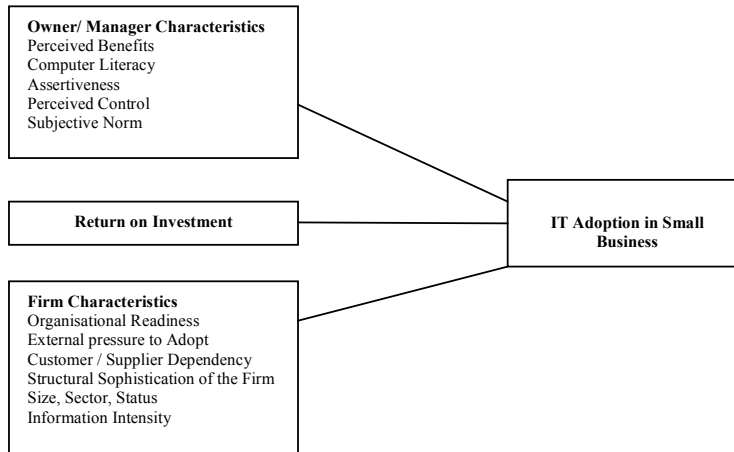 Owner/ Manager Characteristics
Perceived Benefits
Computer Literacy
Assertiveness
Perceived Control
Subjective Norm
Return on Investment
IT Adoption in Small
Business
Firm Characteristics
Organisational Readiness
External pressure to Adopt
Customer / Supplier Dependency
Structural Sophistication of the Firm
Size, Sector, Status
Information Intensity